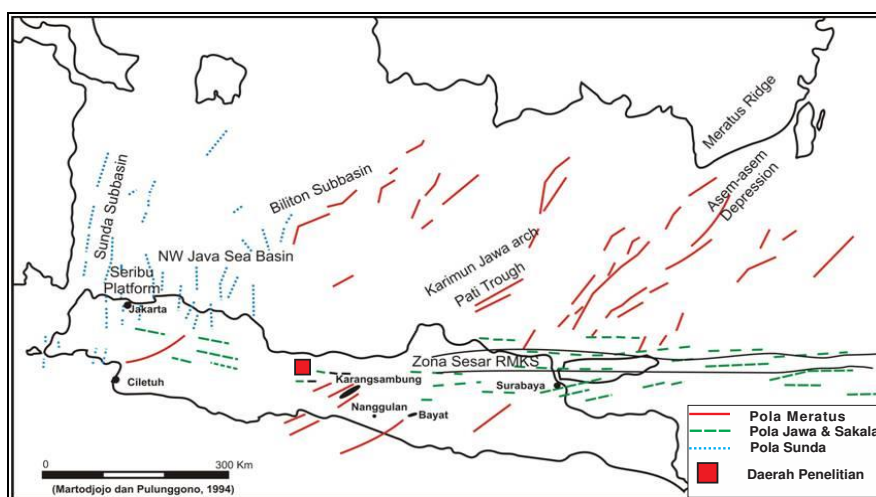 Meratus Ridge
Asem-asem
Depression
Biliton Subbasin
Sunda Subbasin
NW Java Sea Basin
Karimun Jawa arch
Pati Trough
Seribu
Platform
Jakarta
Zona Sesar RMKS
Ciletuh
Karangsambung
Surabaya
Nanggulan
Bayat
Pola Meratus
Pola Jawa & Sakala
Pola Sunda
Daerah Penelitian
0
300 Km
(Martodjojo dan Pulunggono, 1994)